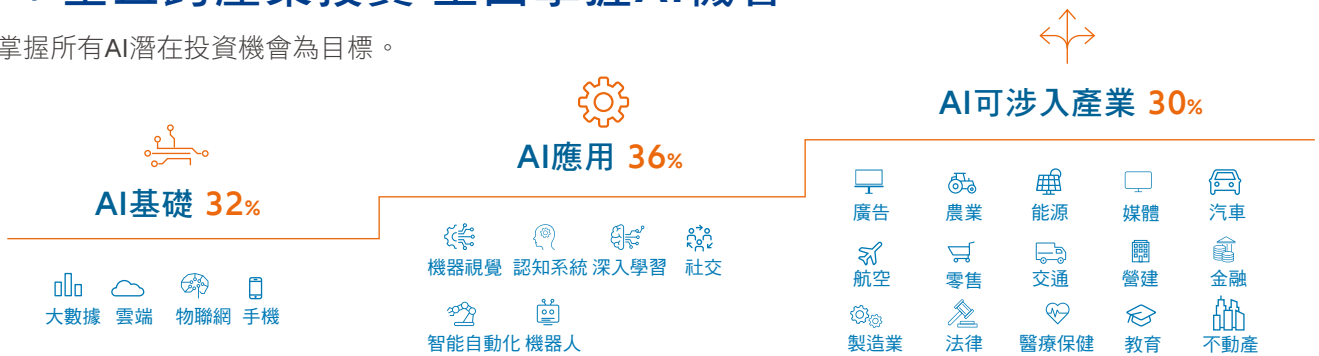 掌握所有AI潛在投資機會為目標。
AI基礎 32%
大數據 雲端 物聯網 手機
AI應用 36%
機器視覺 認知系統 深入學習 社交
智能自動化 機器人
AI可涉入產業 30%
廣告 農業 能源 媒體 汽車
航空 零售 交通 營建 金融
製造業 法律 醫療保健 教育 不動產